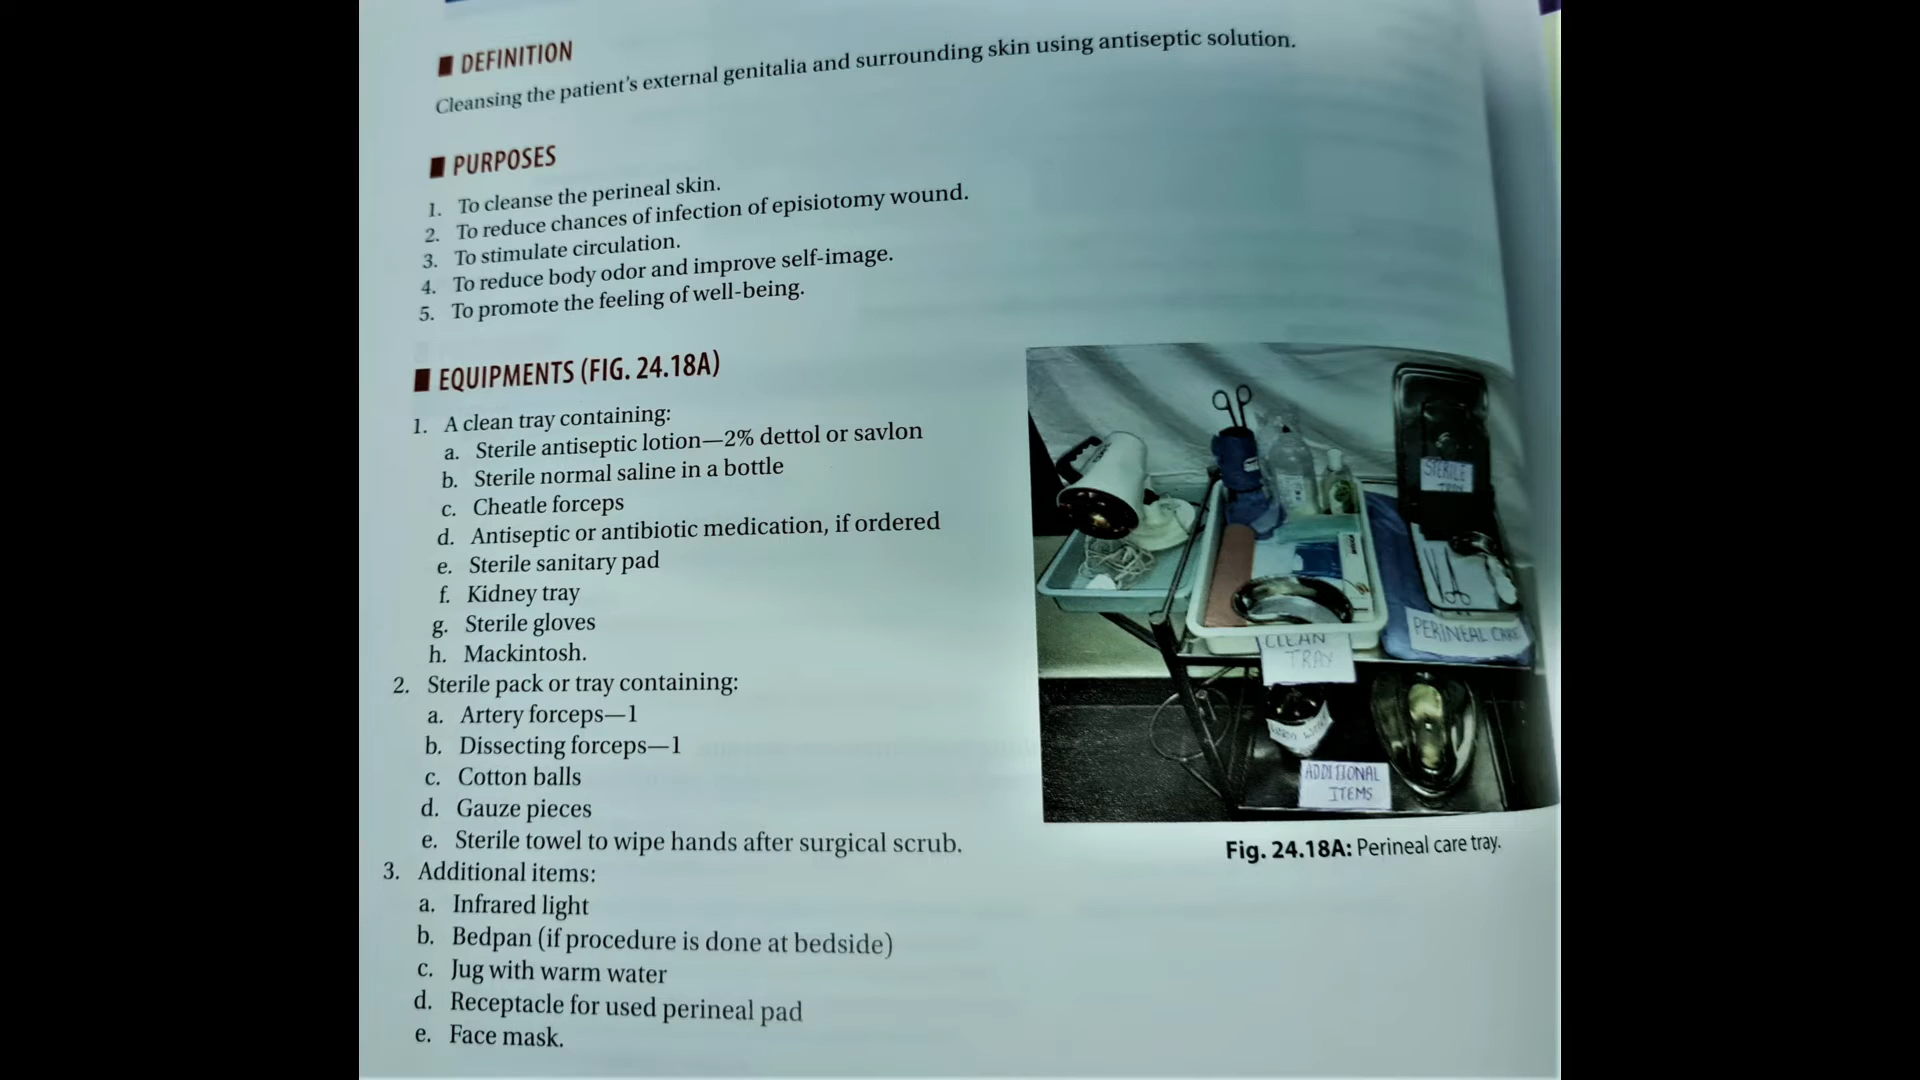 DEFINITION
Cleansing the patient's external genitalia and surrounding skin using antiseptic solution.
PURPOSES
1. To cleanse the perineal skin.
2. To reduce chances of infection of episiotomy wound.
3. To stimulate circulation.
4. To reduce body odor and improve self-image.
5. To promote the feeling of well-being.
EQUIPMENTS (FIG. 24.18A)
1. A clean tray containing:
a. Sterile antiseptic lotion—2% dettol or savlon
b. Sterile normal saline in a bottle
c. Cheatle forceps
d. Antiseptic or antibiotic medication, if ordered
e. Sterile sanitary pad
f. Kidney tray
g. Sterile gloves
h. Mackintosh.
2. Sterile pack or tray containing:
a. Artery forceps—1
b. Dissecting forceps—1
c. Cotton balls
d. Gauze pieces
e. Sterile towel to wipe hands after surgical scrub.
3. Additional items:
a. Infrared light
b. Bedpan (if procedure is done at bedside)
c. Jug with warm water
d. Receptacle for used perineal pad
e. Face mask.
STERILE
TRAY
PERINEAL CARE
CLEAN
TRAY
ADDITIONAL
ITEMS
Fig. 24.18A: Perineal care tray.